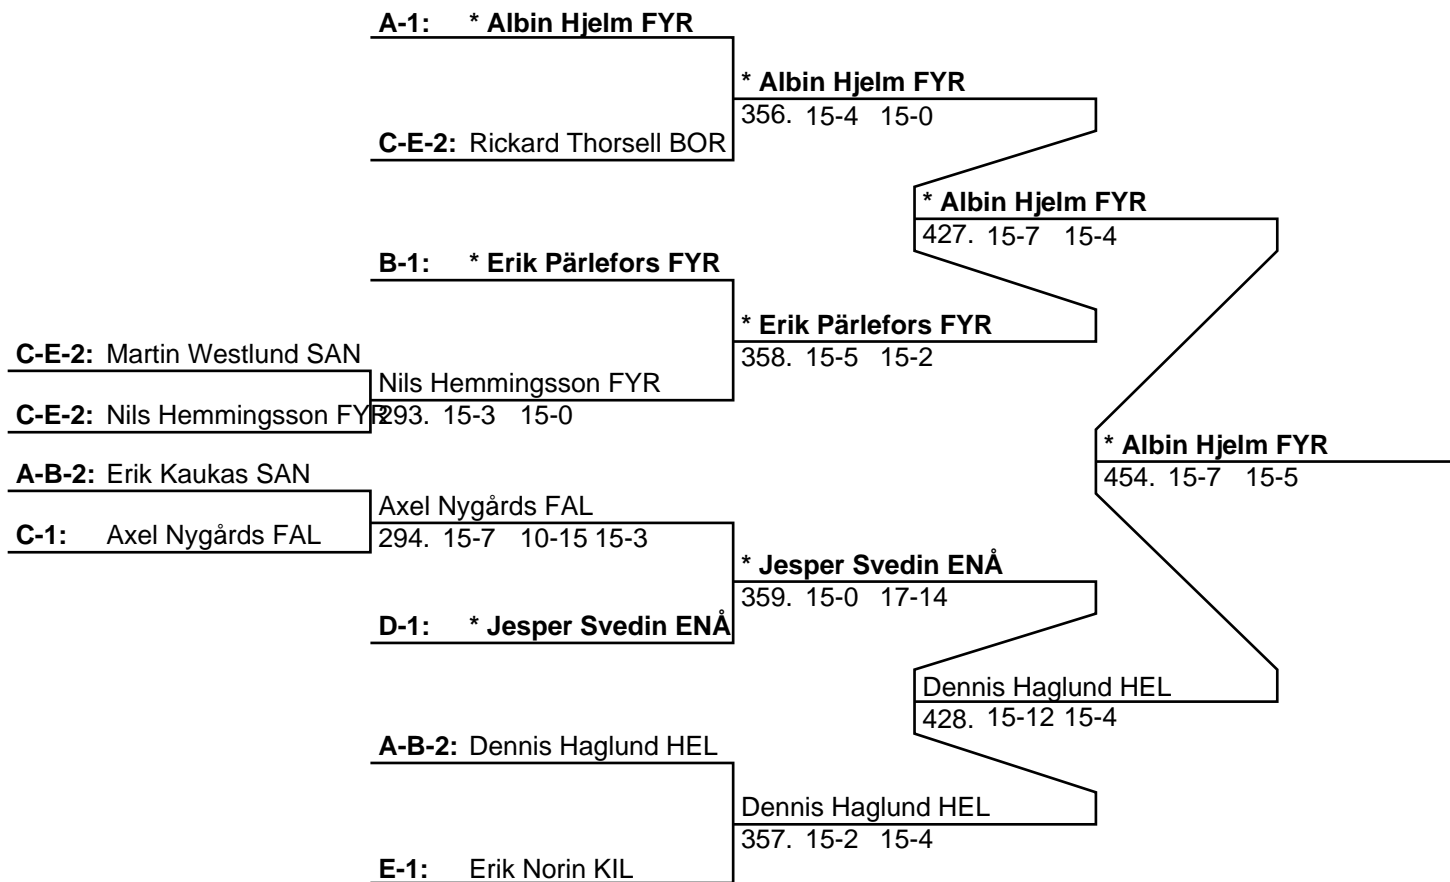 A-1: * Albin Hjelm FYR
* Albin Hjelm FYR
356. 15-4 15-0
C-E-2: Rickard Thorsell BOR
* Albin Hjelm FYR
427. 15-7 15-4
B-1: * Erik Pärlefors FYR
* Erik Pärlefors FYR
358. 15-5 15-2
C-E-2: Martin Westlund SAN
Nils Hemmingsson FYR
293. 15-3 15-0
C-E-2: Nils Hemmingsson FYR
* Albin Hjelm FYR
454. 15-7 15-5
A-B-2: Erik Kaukas SAN
Axel Nygårds FAL
294. 15-7 10-15 15-3
C-1: Axel Nygårds FAL
* Jesper Svedin ENÅ
359. 15-0 17-14
D-1: * Jesper Svedin ENÅ
Dennis Haglund HEL
428. 15-12 15-4
A-B-2: Dennis Haglund HEL
Dennis Haglund HEL
357. 15-2 15-4
E-1: Erik Norin KIL